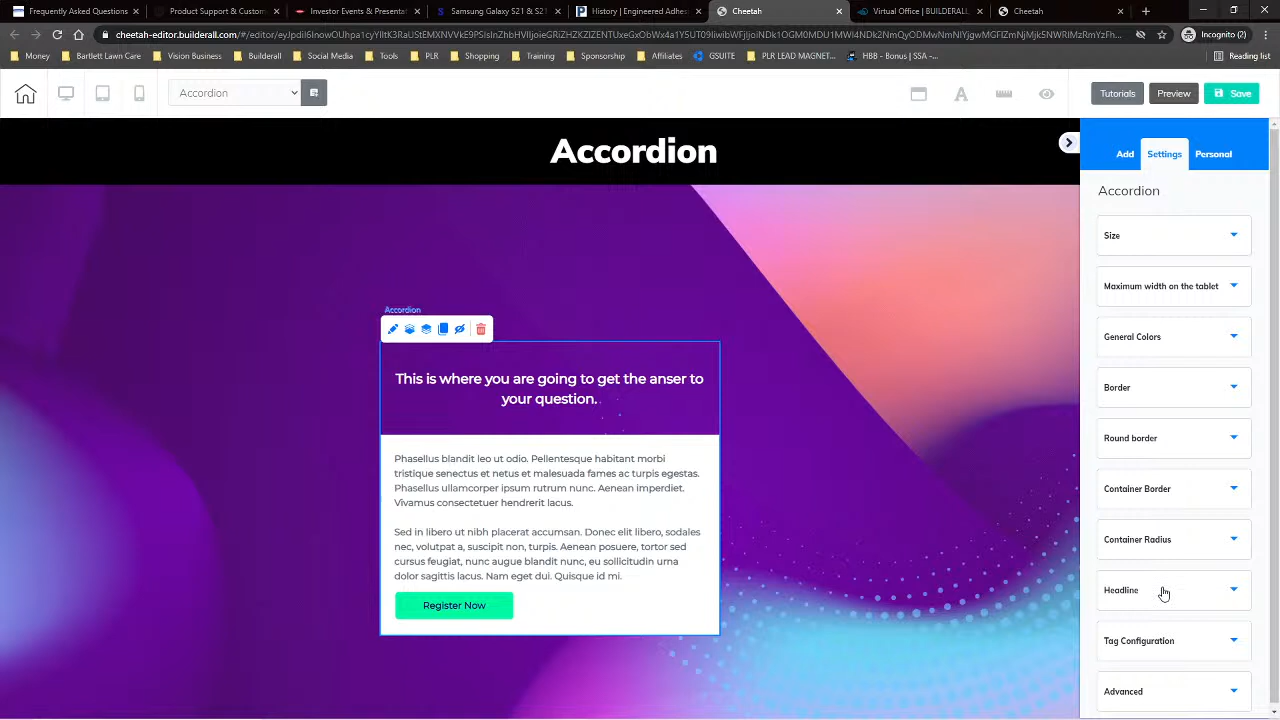 Frequently Asked Questions
Product Support & Custom
Investor Events & Presentat
Samsung Galaxy S21 & S21
History | Engineered Adhes
Cheetah
Virtual Office | BUILDERALL
Cheetah
Incognito (2)
Money
Bartlett Lawn Care
Vision Business
Builderall
Social Media
Tools
PLR
Shopping
Training
Sponsorship
Affiliates
GSUITE
PLR LEAD MAGNET...
HBB - Bonus | SSA -...
Reading list
Accordion
Tutorials
Preview
Save
Accordion
Add
Settings
Personal
Accordion
Size
Maximum width on the tablet
General Colors
Border
Round border
Container Border
Container Radius
Headline
Tag Configuration
Advanced
Accordion
This is where you are going to get the anser to
your question.
Phasellus blandit leo ut odio. Pellentesque habitant morbi
tristique senectus et netus et malesuada fames ac turpis egestas.
Phasellus ullamcorper ipsum rutrum nunc. Aenean imperdiet.
Vivamus consectetuer hendrerit lacus.
Sed in libero ut nibh placerat accumsan. Donec elit libero, sodales
nec, volutpat a, suscipit non, turpis. Aenean posuere, tortor sed
cursus feugiat, nunc augue blandit nunc, eu sollicitudin urna
dolor sagittis lacus. Nam eget dui. Quisque id mi.
Register Now